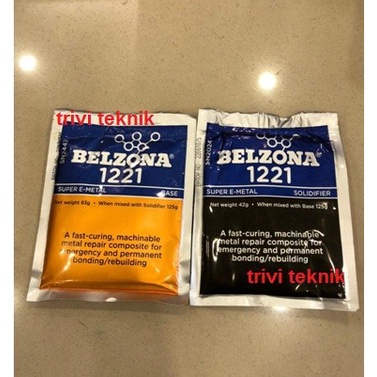 trivi teknik
BELZONA®
1221
SUPER E-METAL
BASE
Net weight 83g • When mixed with Solidifier 125g
A fast-curing, machinable
metal repair composite for
emergency and permanent
bonding/rebuilding
trivi teknik
BELZONA®
1221
SUPER E-METAL
SOLIDIFIER
Net weight 42g • When mixed with Base 125g
A fast-curing, machinable
metal repair composite for
emergency and permanent
bonding/rebuilding
trivi teknik